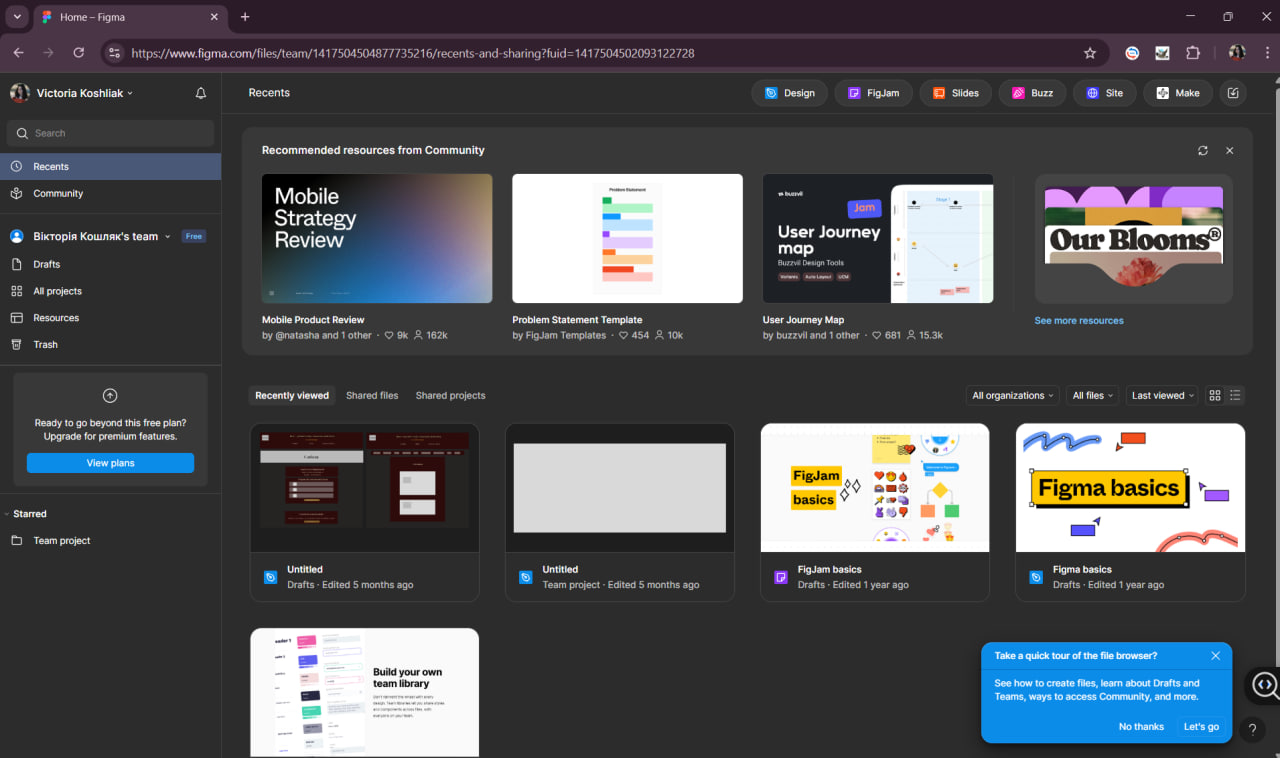 Home – Figma
https://www.figma.com/files/team/1417504504877735216/recents-and-sharing?fuid=1417504502093122728
Victoria Koshliak
Search
Recents
Community
Вікторія Кошляк's team
Free
Drafts
All projects
Resources
Trash
Ready to go beyond this free plan?
Upgrade for premium features.
View plans
Starred
Team project
Recents
Design
FigJam
Slides
Buzz
Site
Make
Recommended resources from Community
Mobile
Strategy
Review
Mobile Product Review
by @natasha and 1 other · 9k 162k
Problem Statement
Problem Statement Template
by FigJam Templates · 454 10k
buzzvil
Jam
User Journey
map
Buzzvil Design Tools
Variants Auto Layout UCM
Stage 1
User Journey Map
by buzzvil and 1 other · 681 15.3k
Our Blooms®
See more resources
Recently viewed
Shared files
Shared projects
All organizations
All files
Last viewed
Untitled
Drafts · Edited 5 months ago
Untitled
Team project · Edited 5 months ago
FigJam
basics
FigJam basics
Drafts · Edited 1 year ago
Figma basics
Figma basics
Drafts · Edited 1 year ago
Build your own
team library
Take a quick tour of the file browser?
See how to create files, learn about Drafts and
Teams, ways to access Community, and more.
No thanks
Let's go
?